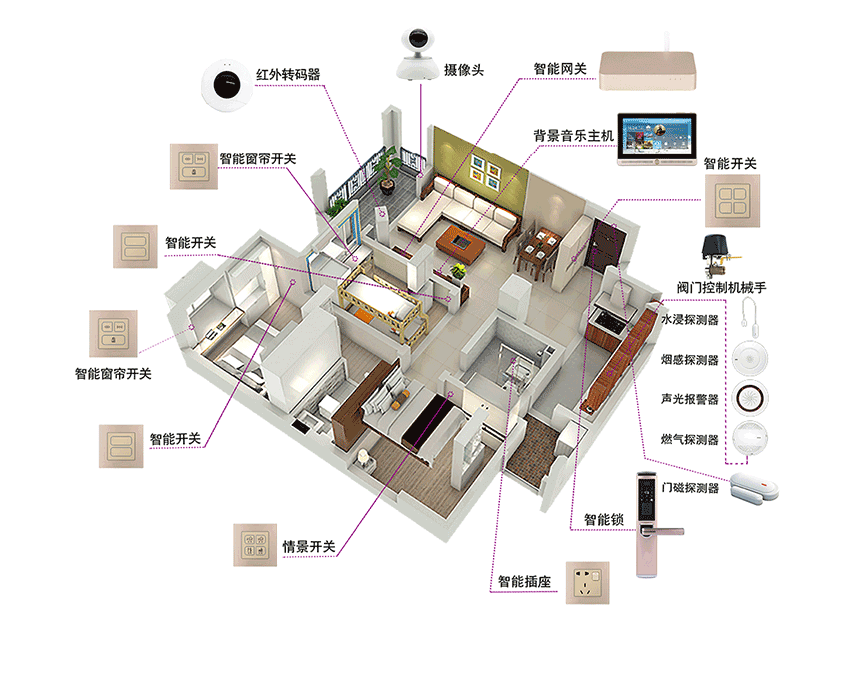 红外转码器
摄像头
智能网关
智能窗帘开关
背景音乐主机
智能开关
智能开关
阀门控制机械手
水浸探测器
智能窗帘开关
烟感探测器
声光报警器
智能开关
燃气探测器
门磁探测器
智能锁
情景开关
智能插座